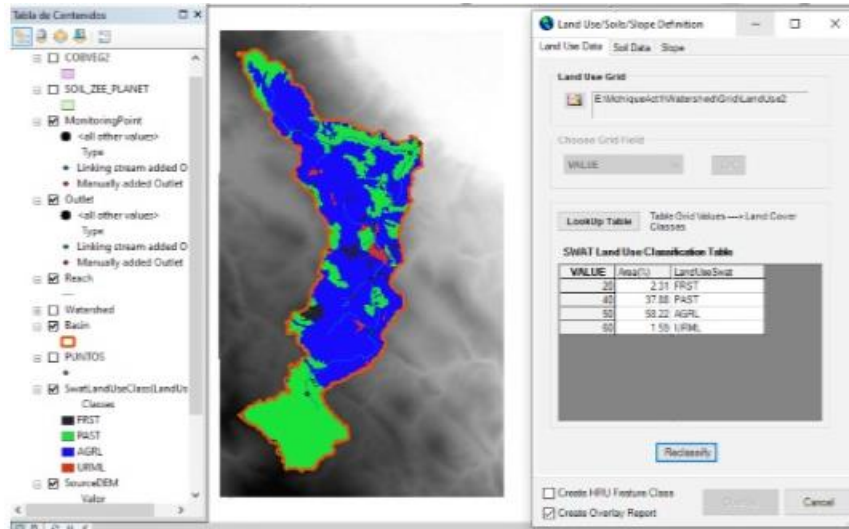 Tabla de Contenidos
COBVEG2
SOIL_ZEE_PLANET
MonitoringPoint
<all other values>
Type
Linking stream added O
Manually added Outlet
Outlet
<all other values>
Type
Linking stream added O
Manually added Outlet
Reach
Watershed
Basin
PUNTOS
SwatLandUseClass(LandUs
Classes
FRST
PAST
AGRL
URML
SourceDEM
Valor
Land Use/Soils/Slope Definition
Land Use Data Soil Data Slope
Land Use Grid
E:\MchiqueAct1\Watershed\Grid\LandUse2
Choose Grid Field
VALUE
LookUp Table
Table Grid Values ---> Land Cover
Classes
SWAT Land Use Classification Table
VALUE Area(%) LandUseSwat
20 2.31 FRST
40 37.88 PAST
50 58.22 AGRL
60 1.59 URML
Reclassify
Create HRU Feature Class
Create Overlay Report
Cancel